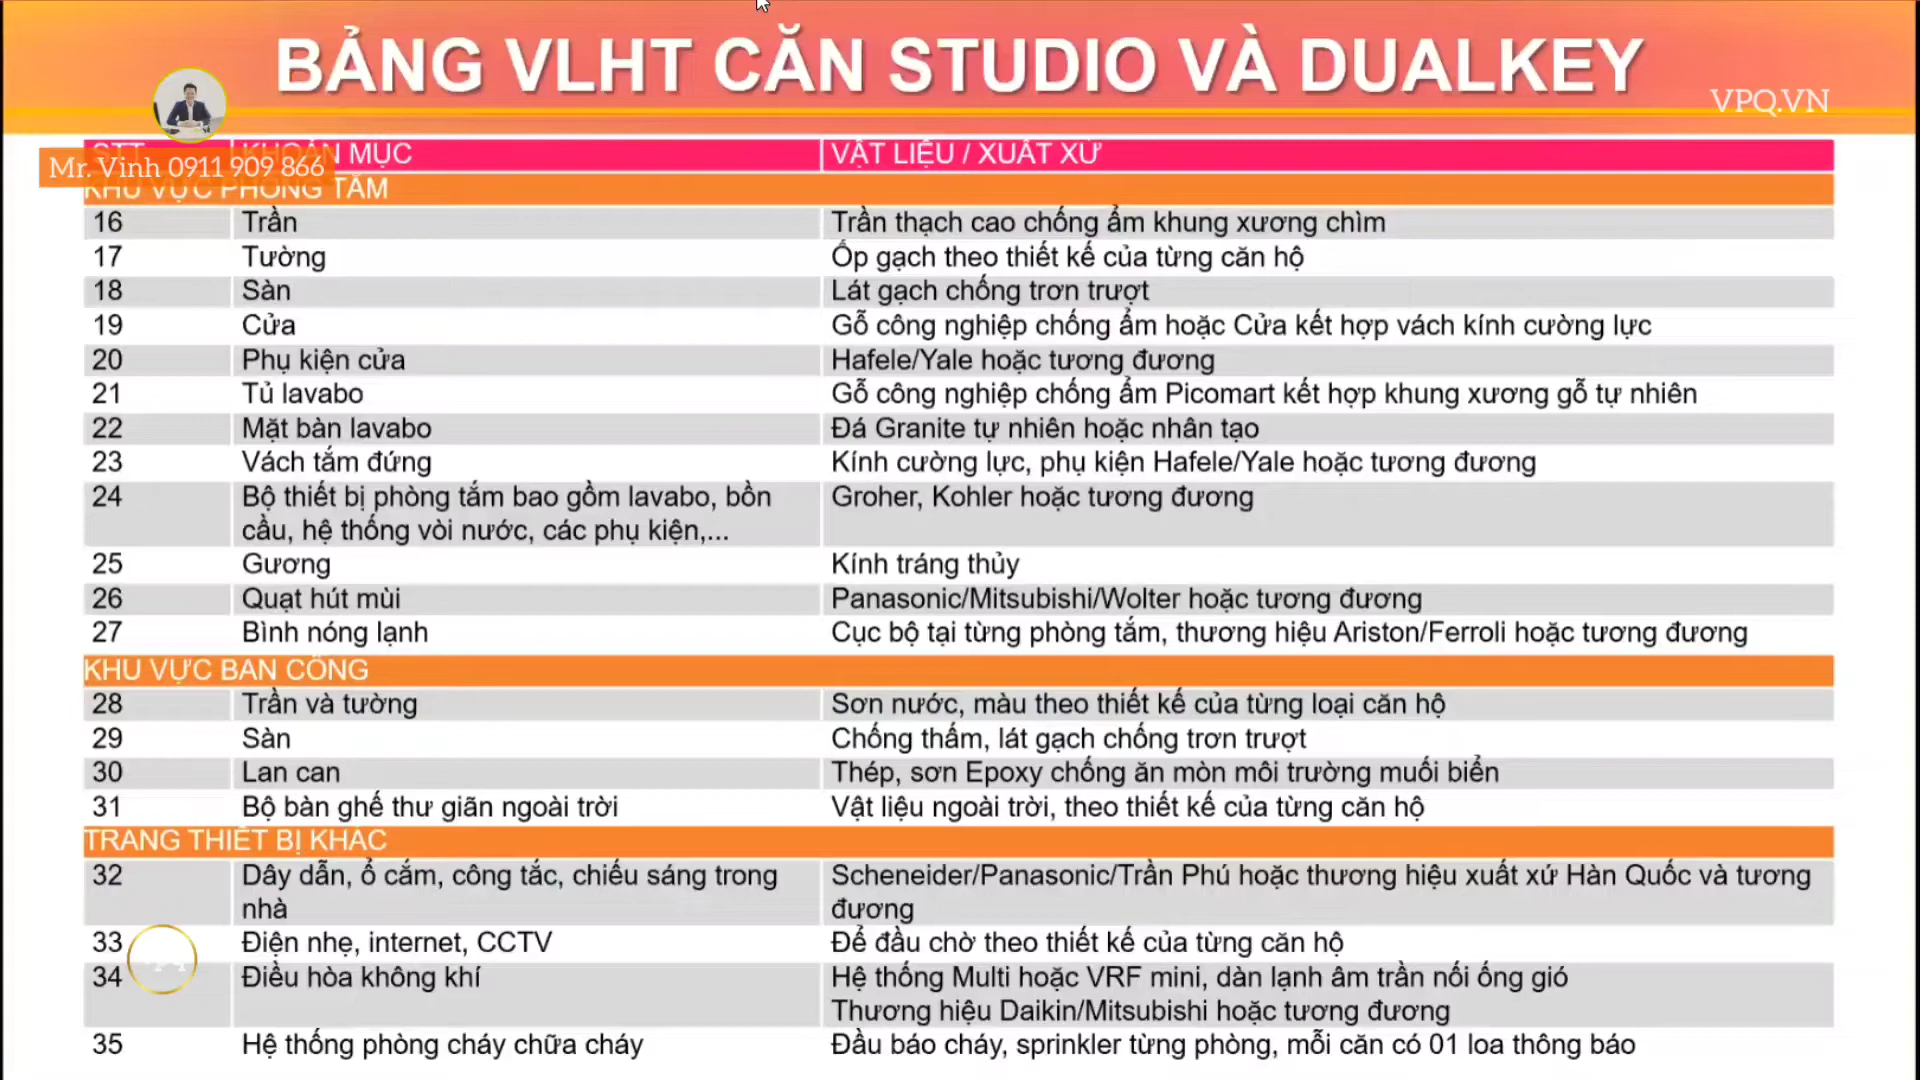 BẢNG VLHT CĂN STUDIO VÀ DUALKEY
VPQ.VN
STT KHOẢN MỤC VẬT LIỆU / XUẤT XỨ
Mr. Vinh 0911 909 866
KHU VỰC PHÒNG TẮM
16 Trần Trần thạch cao chống ẩm khung xương chìm
17 Tường Ốp gạch theo thiết kế của từng căn hộ
18 Sàn Lát gạch chống trơn trượt
19 Cửa Gỗ công nghiệp chống ẩm hoặc Cửa kết hợp vách kính cường lực
20 Phụ kiện cửa Hafele/Yale hoặc tương đương
21 Tủ lavabo Gỗ công nghiệp chống ẩm Picomart kết hợp khung xương gỗ tự nhiên
22 Mặt bàn lavabo Đá Granite tự nhiên hoặc nhân tạo
23 Vách tắm đứng Kính cường lực, phụ kiện Hafele/Yale hoặc tương đương
24 Bộ thiết bị phòng tắm bao gồm lavabo, bồn Groher, Kohler hoặc tương đương
cầu, hệ thống vòi nước, các phụ kiện,...
25 Gương Kính tráng thủy
26 Quạt hút mùi Panasonic/Mitsubishi/Wolter hoặc tương đương
27 Bình nóng lạnh Cục bộ tại từng phòng tắm, thương hiệu Ariston/Ferroli hoặc tương đương
KHU VỰC BAN CÔNG
28 Trần và tường Sơn nước, màu theo thiết kế của từng loại căn hộ
29 Sàn Chống thấm, lát gạch chống trơn trượt
30 Lan can Thép, sơn Epoxy chống ăn mòn môi trường muối biển
31 Bộ bàn ghế thư giãn ngoài trời Vật liệu ngoài trời, theo thiết kế của từng căn hộ
TRANG THIẾT BỊ KHÁC
32 Dây dẫn, ổ cắm, công tắc, chiếu sáng trong Scheneider/Panasonic/Trần Phú hoặc thương hiệu xuất xứ Hàn Quốc và tương
nhà đương
33 Điện nhẹ, internet, CCTV Để đầu chờ theo thiết kế của từng căn hộ
34 Điều hòa không khí Hệ thống Multi hoặc VRF mini, dàn lạnh âm trần nối ống gió
Thương hiệu Daikin/Mitsubishi hoặc tương đương
35 Hệ thống phòng cháy chữa cháy Đầu báo cháy, sprinkler từng phòng, mỗi căn có 01 loa thông báo